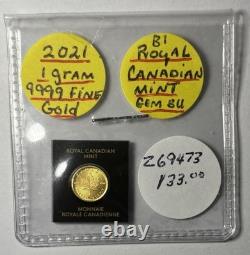 2021
1 gram
9999 Fine
Gold
BI
Royal
Canadian
Mint
Gem BU
ROYAL CANADIAN
MINT
MONNAIE
ROYALE CANADIENNE
Z69473
133.00